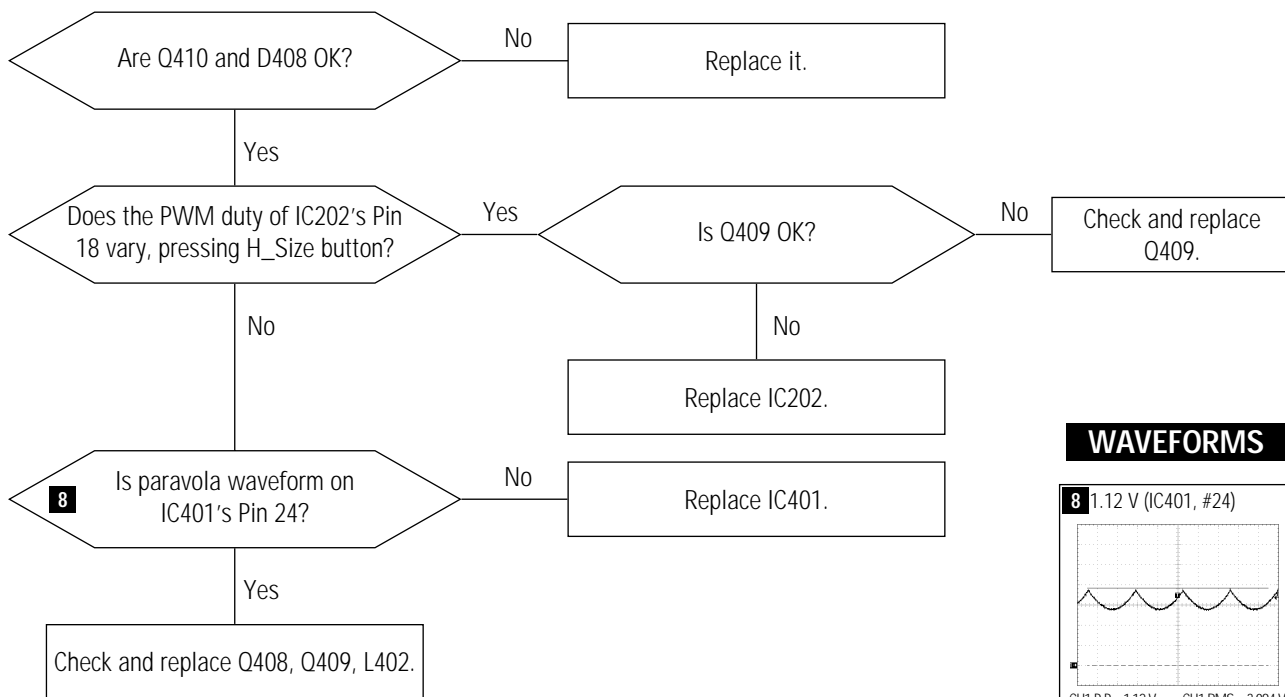 Are Q410 and D408 OK?
No
Replace it.
Yes
Does the PWM duty of IC202's Pin
18 vary, pressing H_Size button?
Yes
Is Q409 OK?
No
Check and replace
Q409.
No
No
Replace IC202.
WAVEFORMS
8
Is paravola waveform on
IC401's Pin 24?
No
Replace IC401.
8 1.12 V (IC401, #24)
Yes
Check and replace Q408, Q409, L402.